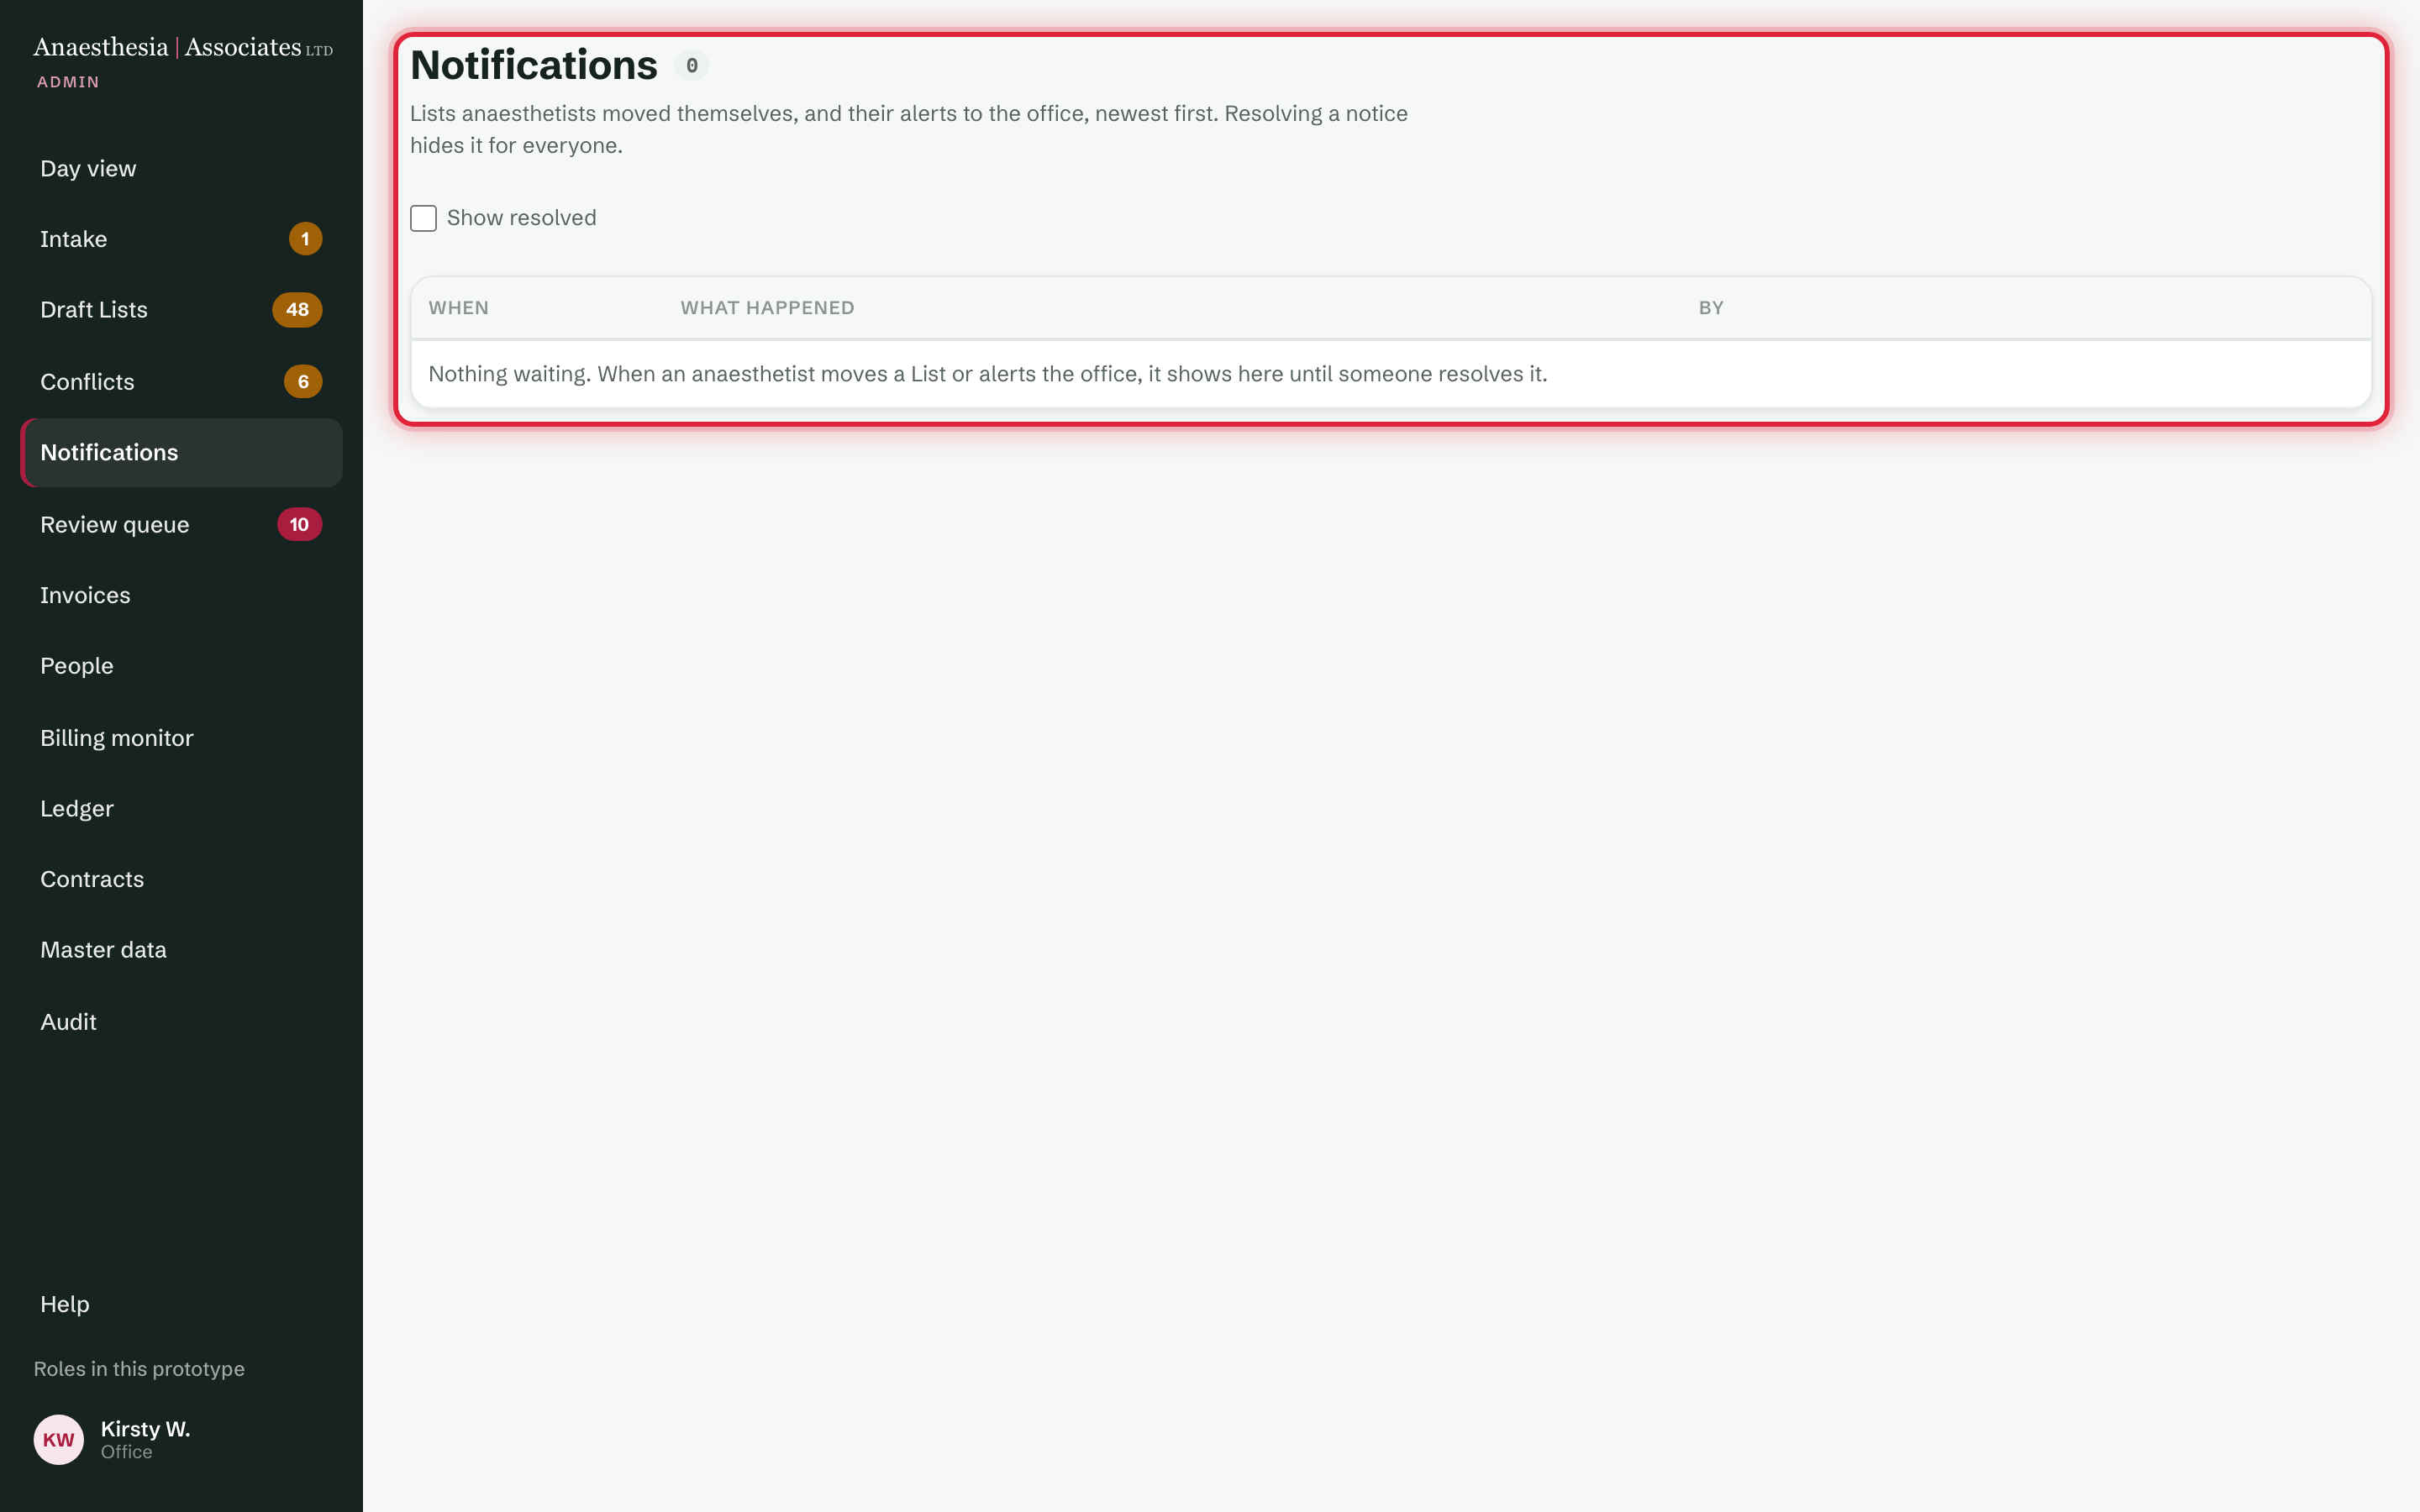 Anaesthesia | Associates LTD
ADMIN
Day view
Intake 1
Draft Lists 48
Conflicts 6
Notifications
Review queue 10
Invoices
People
Billing monitor
Ledger
Contracts
Master data
Audit
Help
Roles in this prototype
KW Kirsty W.
Office
Notifications 0
Lists anaesthetists moved themselves, and their alerts to the office, newest first. Resolving a notice
hides it for everyone.
Show resolved
WHEN WHAT HAPPENED BY
Nothing waiting. When an anaesthetist moves a List or alerts the office, it shows here until someone resolves it.